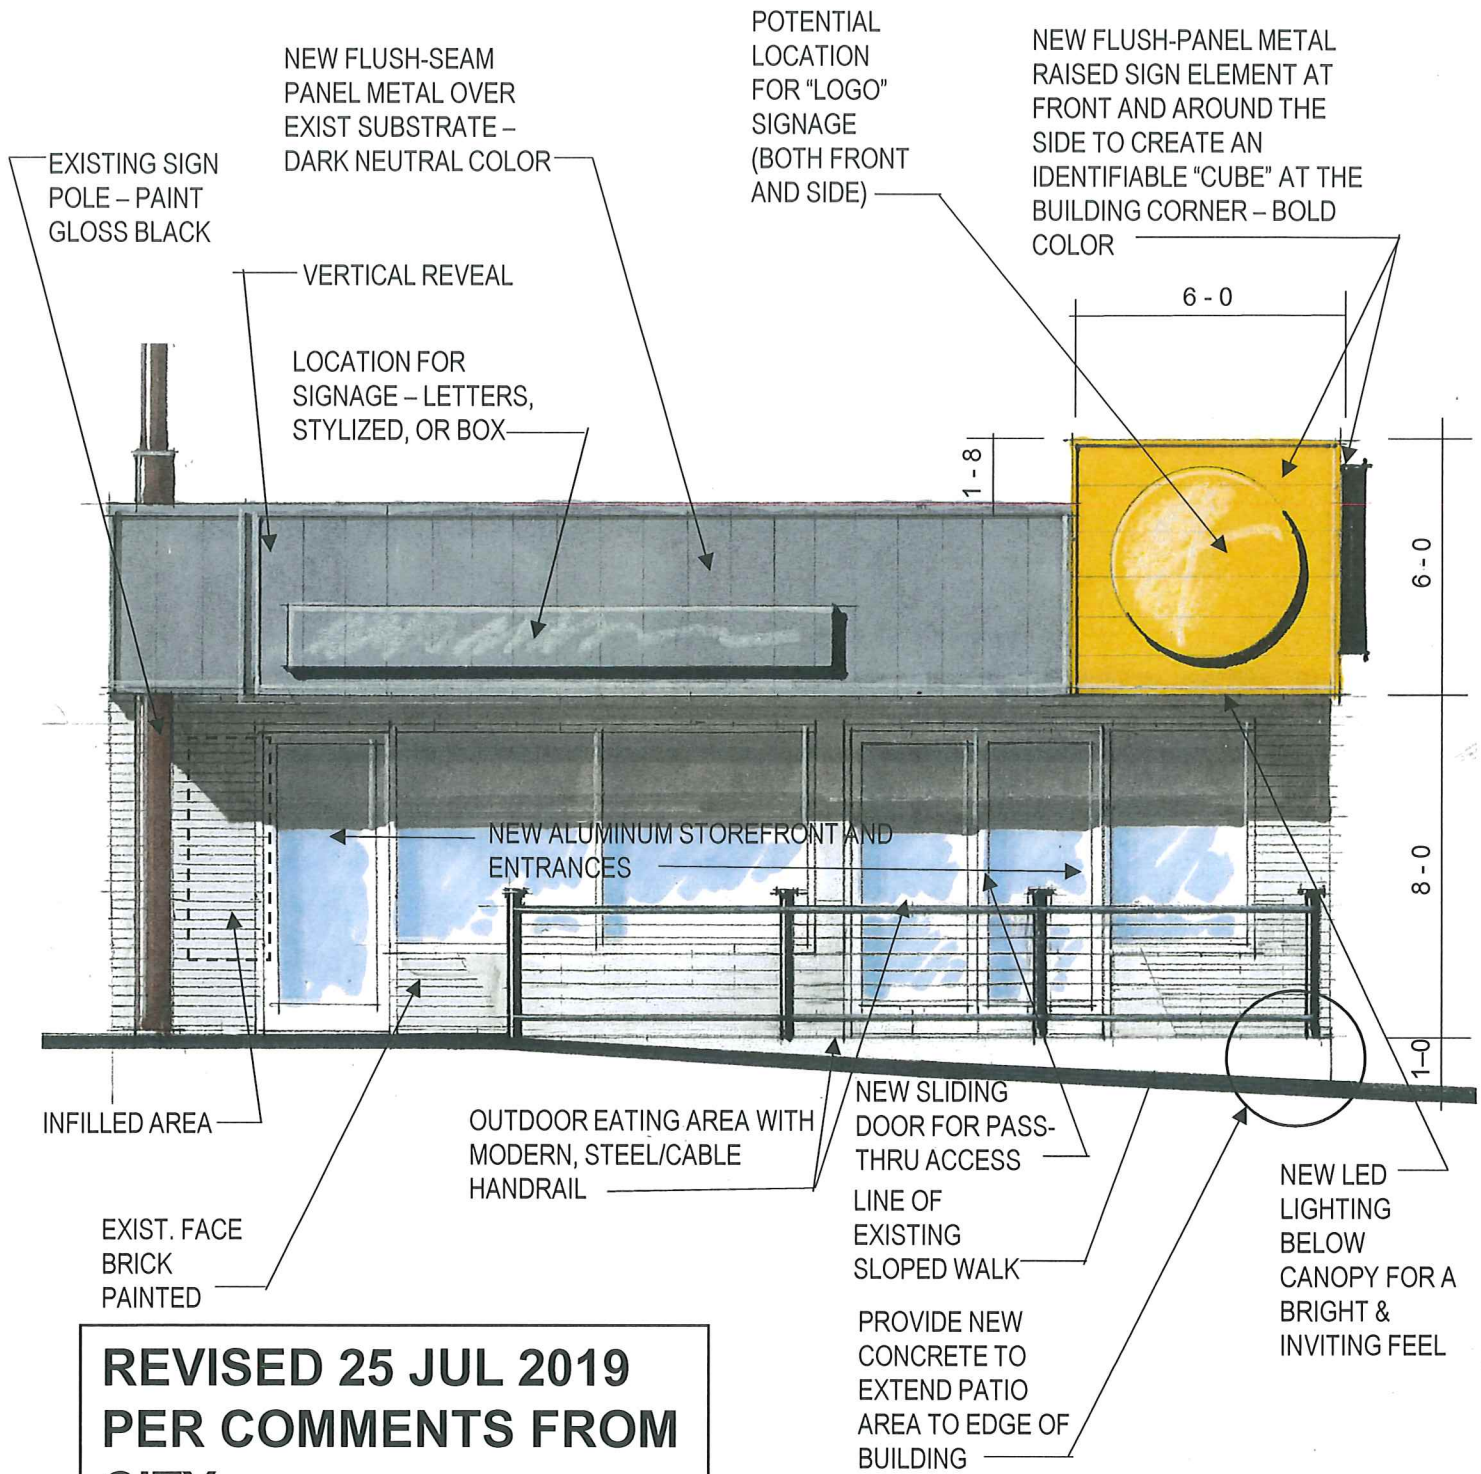 POTENTIAL
LOCATION
FOR “LOGO”
SIGNAGE
(BOTH FRONT
AND SIDE)
NEW FLUSH-PANEL METAL
RAISED SIGN ELEMENT AT
FRONT AND AROUND THE
SIDE TO CREATE AN
IDENTIFIABLE “CUBE” AT THE
BUILDING CORNER – BOLD
COLOR
NEW FLUSH-SEAM
PANEL METAL OVER
EXIST SUBSTRATE –
DARK NEUTRAL COLOR
EXISTING SIGN
POLE – PAINT
GLOSS BLACK
VERTICAL REVEAL
6 - 0
LOCATION FOR
SIGNAGE – LETTERS,
STYLIZED, OR BOX
1 - 8
6 - 0
NEW ALUMINUM STOREFRONT AND
ENTRANCES
8 - 0
1–0
INFILLED AREA
OUTDOOR EATING AREA WITH
MODERN, STEEL/CABLE
HANDRAIL
NEW SLIDING
DOOR FOR PASS-
THRU ACCESS
LINE OF
EXISTING
SLOPED WALK
NEW LED
LIGHTING
BELOW
CANOPY FOR A
BRIGHT &
INVITING FEEL
EXIST. FACE
BRICK
PAINTED
PROVIDE NEW
CONCRETE TO
EXTEND PATIO
AREA TO EDGE OF
BUILDING
REVISED 25 JUL 2019
PER COMMENTS FROM
CITY